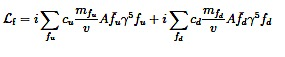 $\mathcal{L}_{\mathrm{f}} = i \sum_{f_u} c_u \frac{m_{f_u}}{v} A \bar{f}_u \gamma^5 f_u + i \sum_{f_d} c_d \frac{m_{f_d}}{v} A \bar{f}_d \gamma^5 f_d$